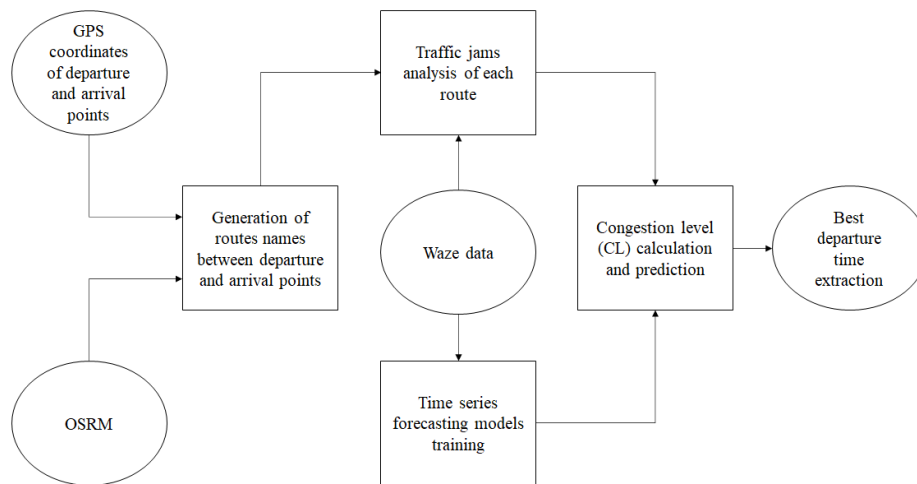 GPS
coordinates
of departure
and arrival
points
Traffic jams
analysis of each
route
Generation of
routes names
between departure
and arrival points
Waze data
Congestion level
(CL) calculation
and prediction
Best
departure
time
extraction
OSRM
Time series
forecasting models
training